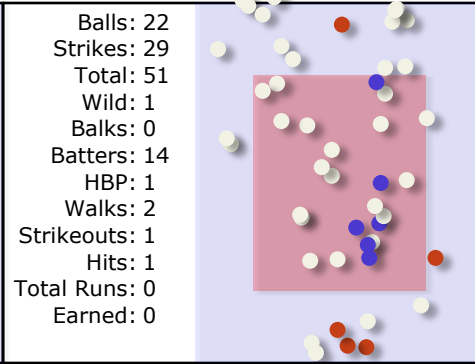 Balls: 22
Strikes: 29
Total: 51
Wild: 1
Balks: 0
Batters: 14
HBP: 1
Walks: 2
Strikeouts: 1
Hits: 1
Total Runs: 0
Earned: 0